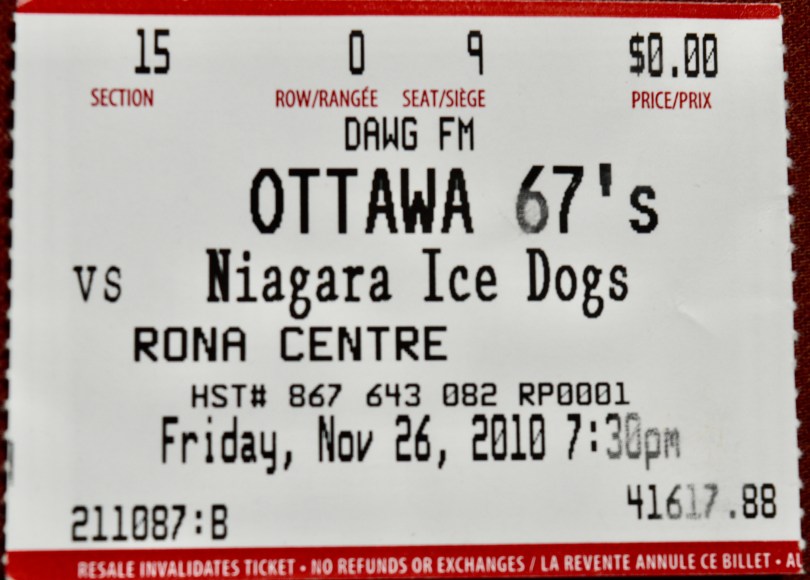 15 O 9 $0.00
SECTION ROW/RANGÉE SEAT/SIÈGE PRICE/PRIX
DAWG FM
OTTAWA 67's
vs Niagara Ice Dogs
RONA CENTRE
HST# 867 643 082 RP0001
Friday, Nov 26, 2010 7:30pm
211087:B 41617.88
RESALE INVALIDATES TICKET • NO REFUNDS OR EXCHANGES / LA REVENTE ANNULE CE BILLET •